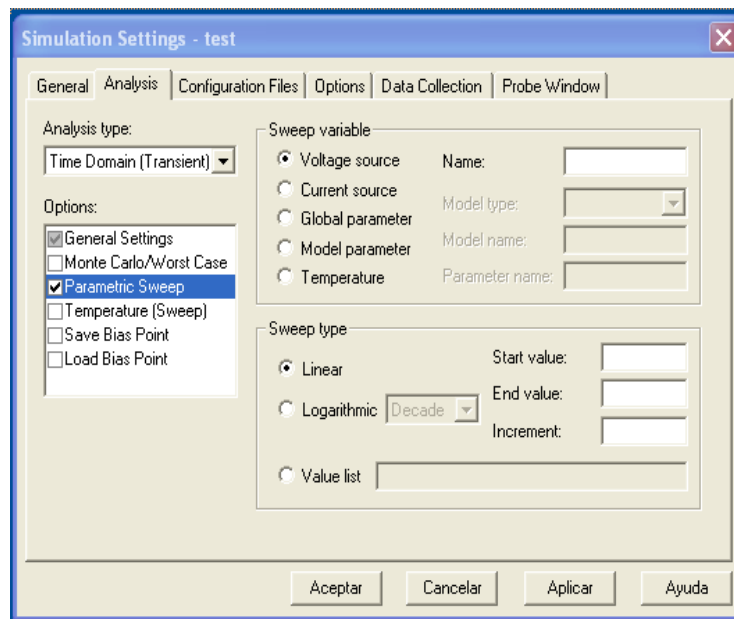 Simulation Settings - test
General Analysis Configuration Files Options Data Collection Probe Window
Analysis type:
Time Domain (Transient)
Options:
General Settings
Monte Carlo/Worst Case
Parametric Sweep
Temperature (Sweep)
Save Bias Point
Load Bias Point
Sweep variable
Voltage source
Current source
Global parameter
Model parameter
Temperature
Name:
Model type:
Model name:
Parameter name:
Sweep type
Linear
Logarithmic Decade
Value list
Start value:
End value:
Increment:
Aceptar Cancelar Aplicar Ayuda